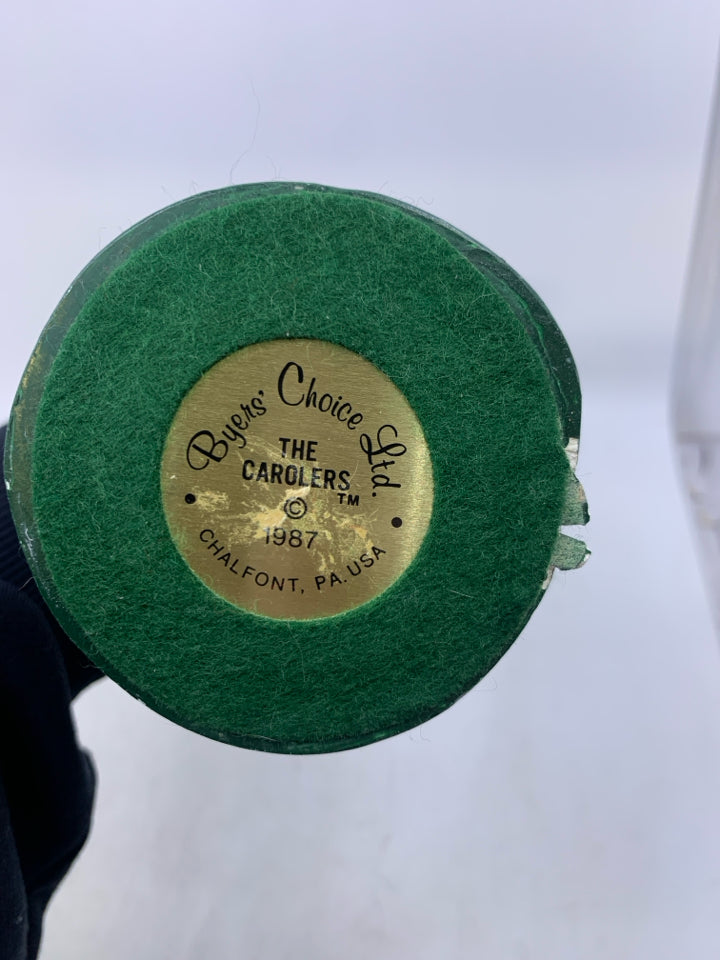 Byers' Choice Ltd.
THE
CAROLERS™
©
1987
CHALFONT, PA. USA